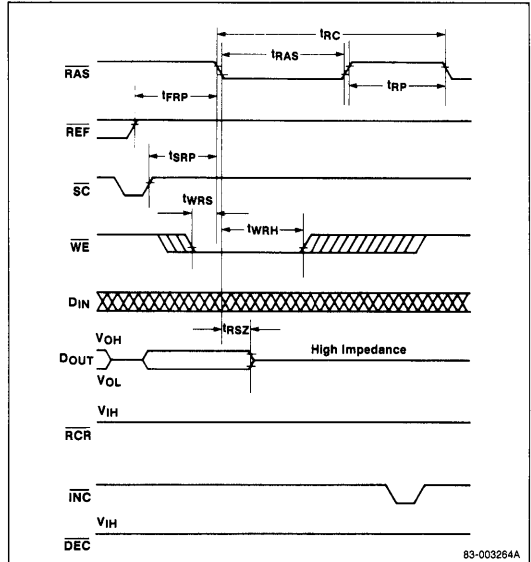 tRC
tRAS
RAS
tFRP
tRP
REF
tSRP
SC
tWRS
tWRH
WE
DIN
tRSZ
VOH
High Impedance
DOUT
VOL
VIH
RCR
INC
VIH
DEC
83-003264A